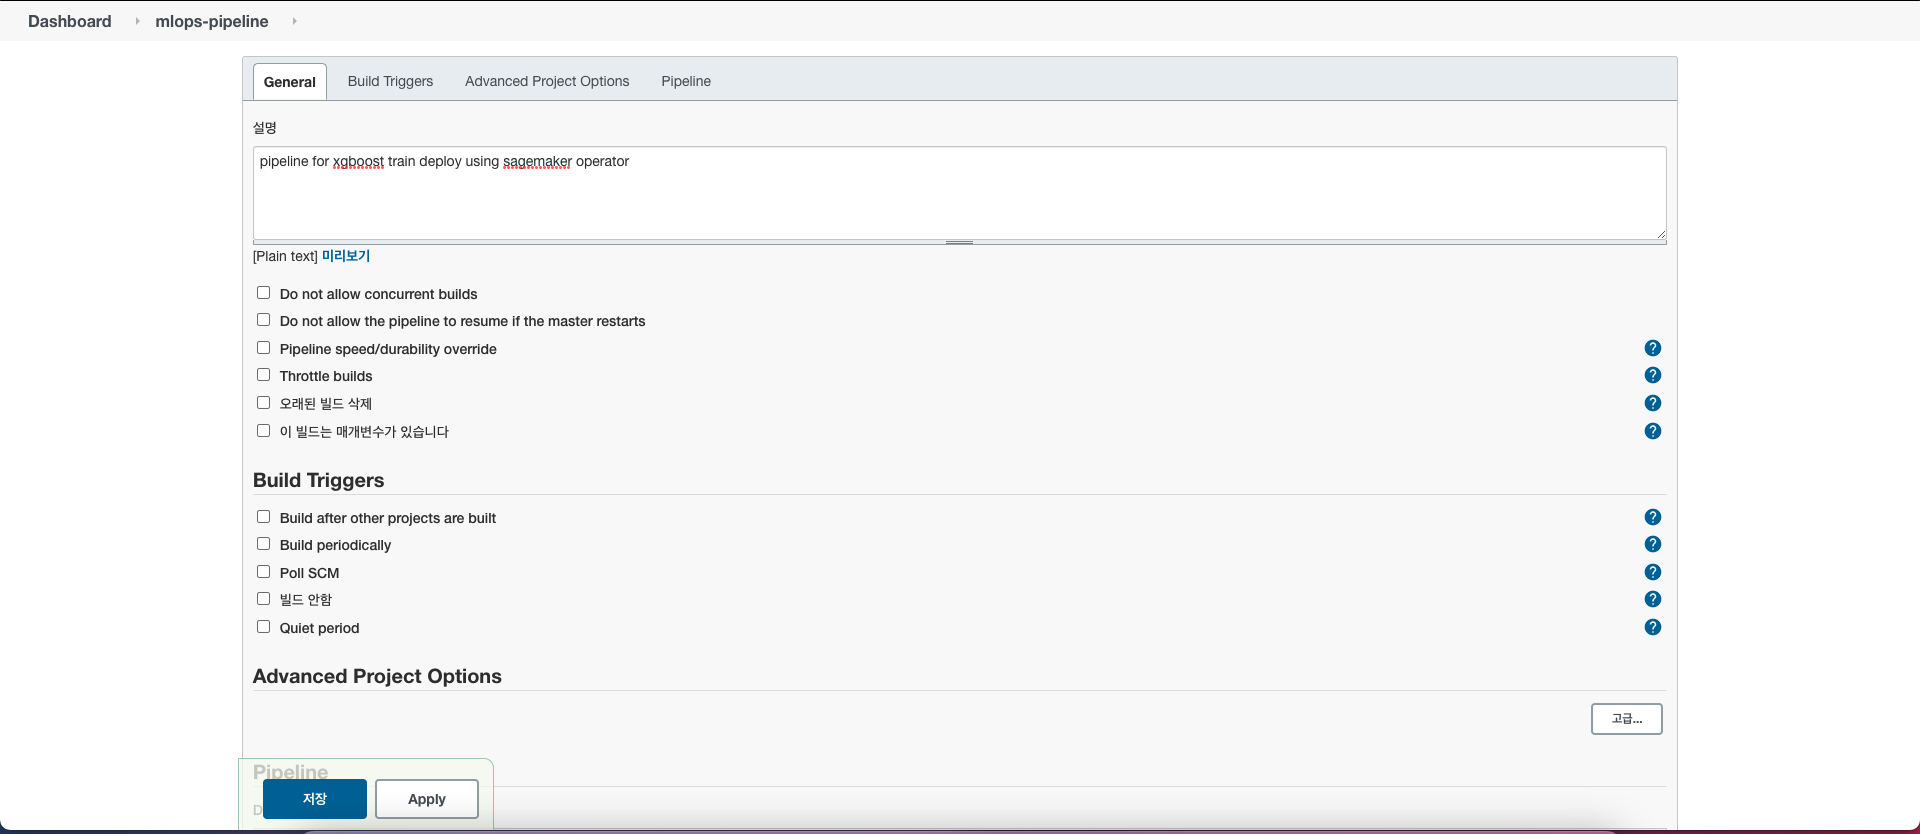 Dashboard mlops-pipeline
General Build Triggers Advanced Project Options Pipeline
설명
pipeline for xgboost train deploy using sagemaker operator
[Plain text] 미리보기
Do not allow concurrent builds
Do not allow the pipeline to resume if the master restarts
Pipeline speed/durability override ?
Throttle builds ?
오래된 빌드 삭제 ?
이 빌드는 매개변수가 있습니다 ?
Build Triggers
Build after other projects are built ?
Build periodically ?
Poll SCM ?
빌드 안함 ?
Quiet period ?
Advanced Project Options
고급...
Pipeline
저장 Apply